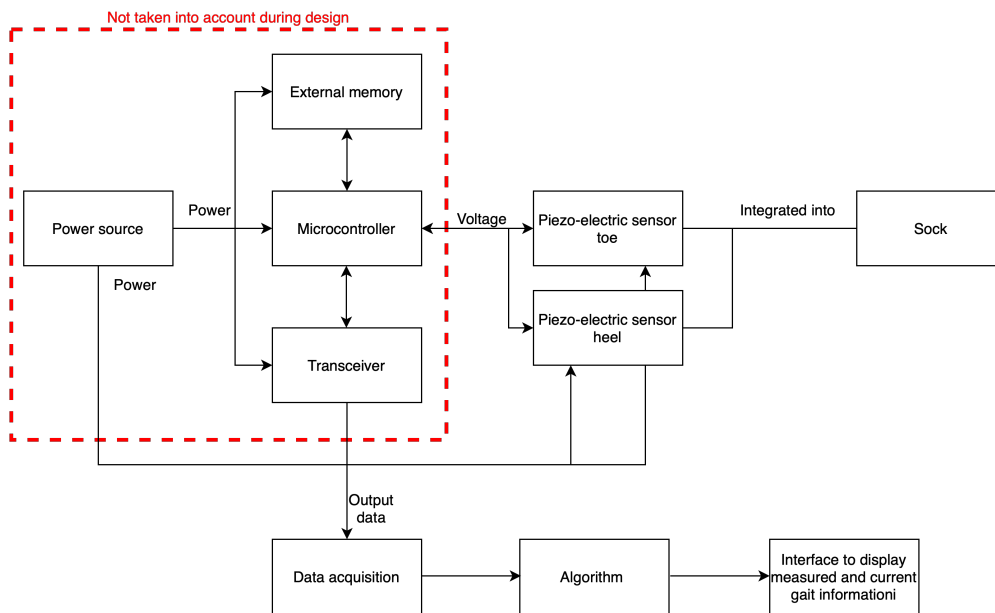 Not taken into account during design
External memory
Power source
Power
Microcontroller
Voltage
Piezo-electric sensor
toe
Integrated into
Sock
Power
Piezo-electric sensor
heel
Transceiver
Output
data
Data acquisition
Algorithm
Interface to display
measured and current
gait informationi